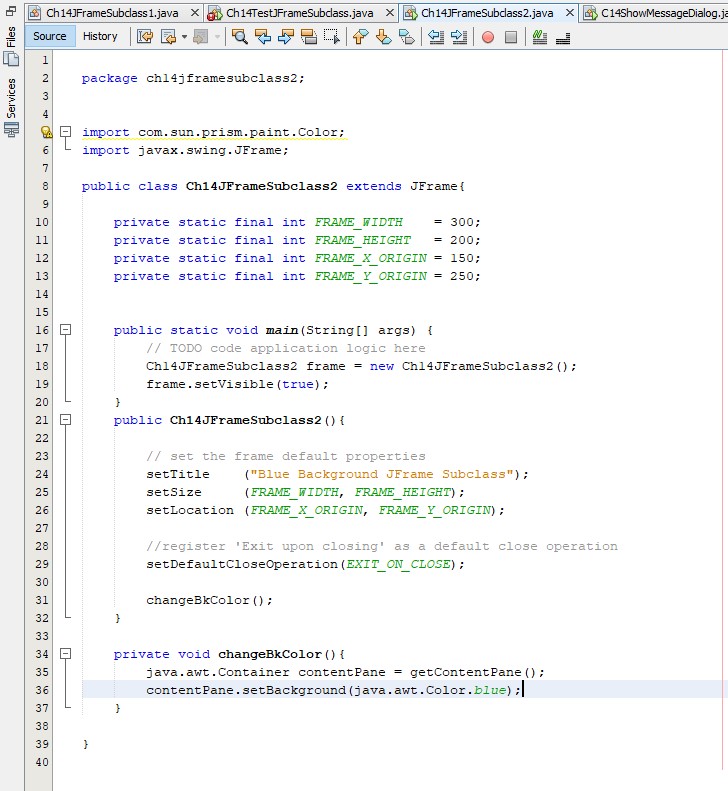 Ch14JFrameSubclass1.java Ch14TestJFrameSubclass.java Ch14JFrameSubclass2.java C14ShowMessageDialog.ja
Files
Services
Source History
1
2 package ch14jframesubclass2;
3
4
import com.sun.prism.paint.Color;
6 import javax.swing.JFrame;
7
8 public class Ch14JFrameSubclass2 extends JFrame{
9
10 private static final int FRAME_WIDTH = 300;
11 private static final int FRAME_HEIGHT = 200;
12 private static final int FRAME_X_ORIGIN = 150;
13 private static final int FRAME_Y_ORIGIN = 250;
14
15
16 public static void main(String[] args) {
17 // TODO code application logic here
18 Ch14JFrameSubclass2 frame = new Ch14JFrameSubclass2();
19 frame.setVisible(true);
20 }
21 public Ch14JFrameSubclass2(){
22
23 // set the frame default properties
24 setTitle ("Blue Background JFrame Subclass");
25 setSize (FRAME_WIDTH, FRAME_HEIGHT);
26 setLocation (FRAME_X_ORIGIN, FRAME_Y_ORIGIN);
27
28 //register 'Exit upon closing' as a default close operation
29 setDefaultCloseOperation(EXIT_ON_CLOSE);
30
31 changeBkColor();
32 }
33
34 private void changeBkColor(){
35 java.awt.Container contentPane = getContentPane();
36 contentPane.setBackground(java.awt.Color.blue);
37 }
38
39 }
40